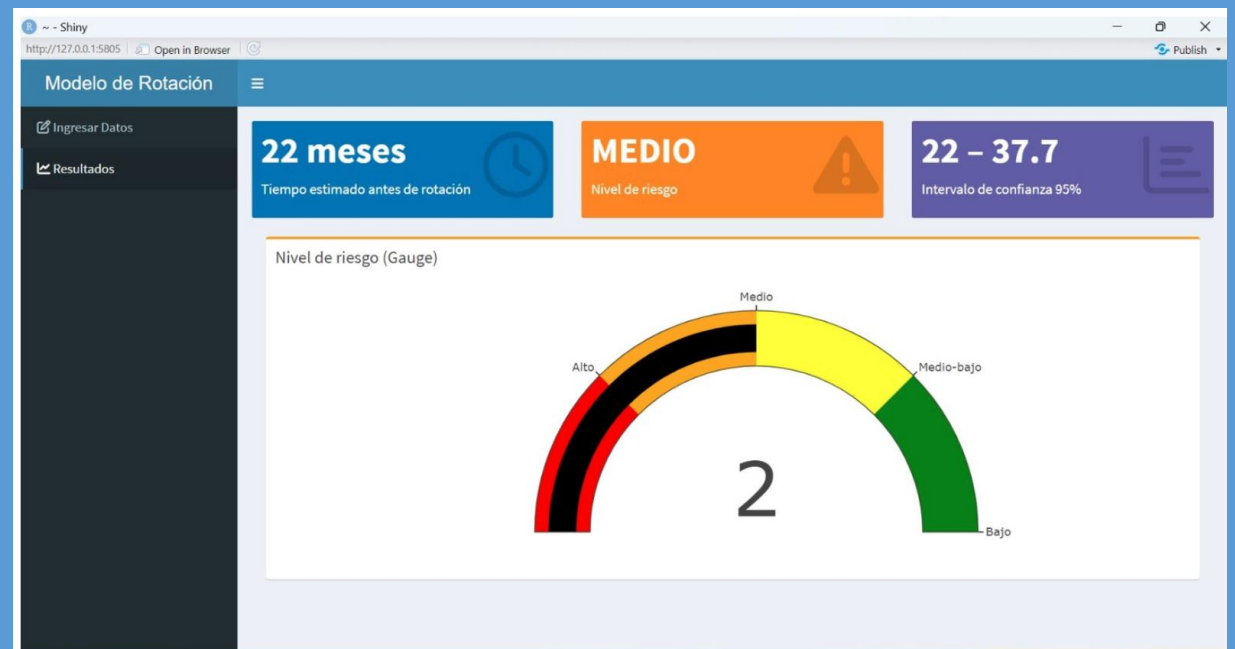 ~ - Shiny
http://127.0.0.1:5805 Open in Browser Publish
Modelo de Rotación
Ingresar Datos
Resultados
22 meses
Tiempo estimado antes de rotación
MEDIO
Nivel de riesgo
22 – 37.7
Intervalo de confianza 95%
Nivel de riesgo (Gauge)
Medio
Alto
Medio-bajo
2
Bajo